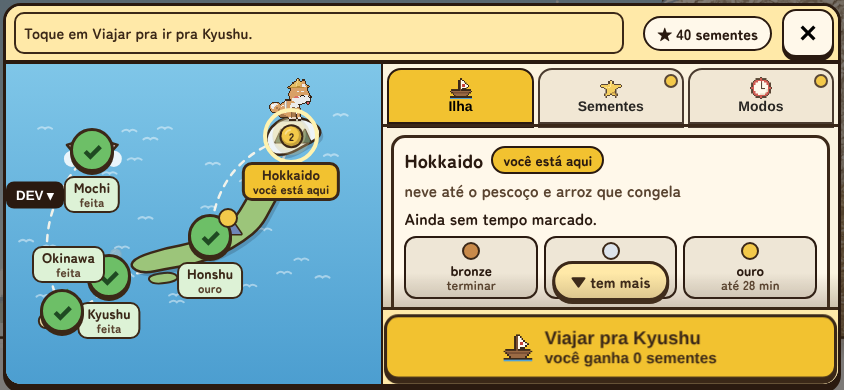 Toque em Viajar pra ir pra Kyushu.
★ 40 sementes
✕
Ilha
Sementes
Modos
2
Hokkaido
você está aqui
Mochi
feita
DEV ▾
Okinawa
feita
Honshu
ouro
Kyushu
feita
Hokkaido você está aqui
neve até o pescoço e arroz que congela
Ainda sem tempo marcado.
bronze
terminar
▼ tem mais
ouro
até 28 min
Viajar pra Kyushu
você ganha 0 sementes